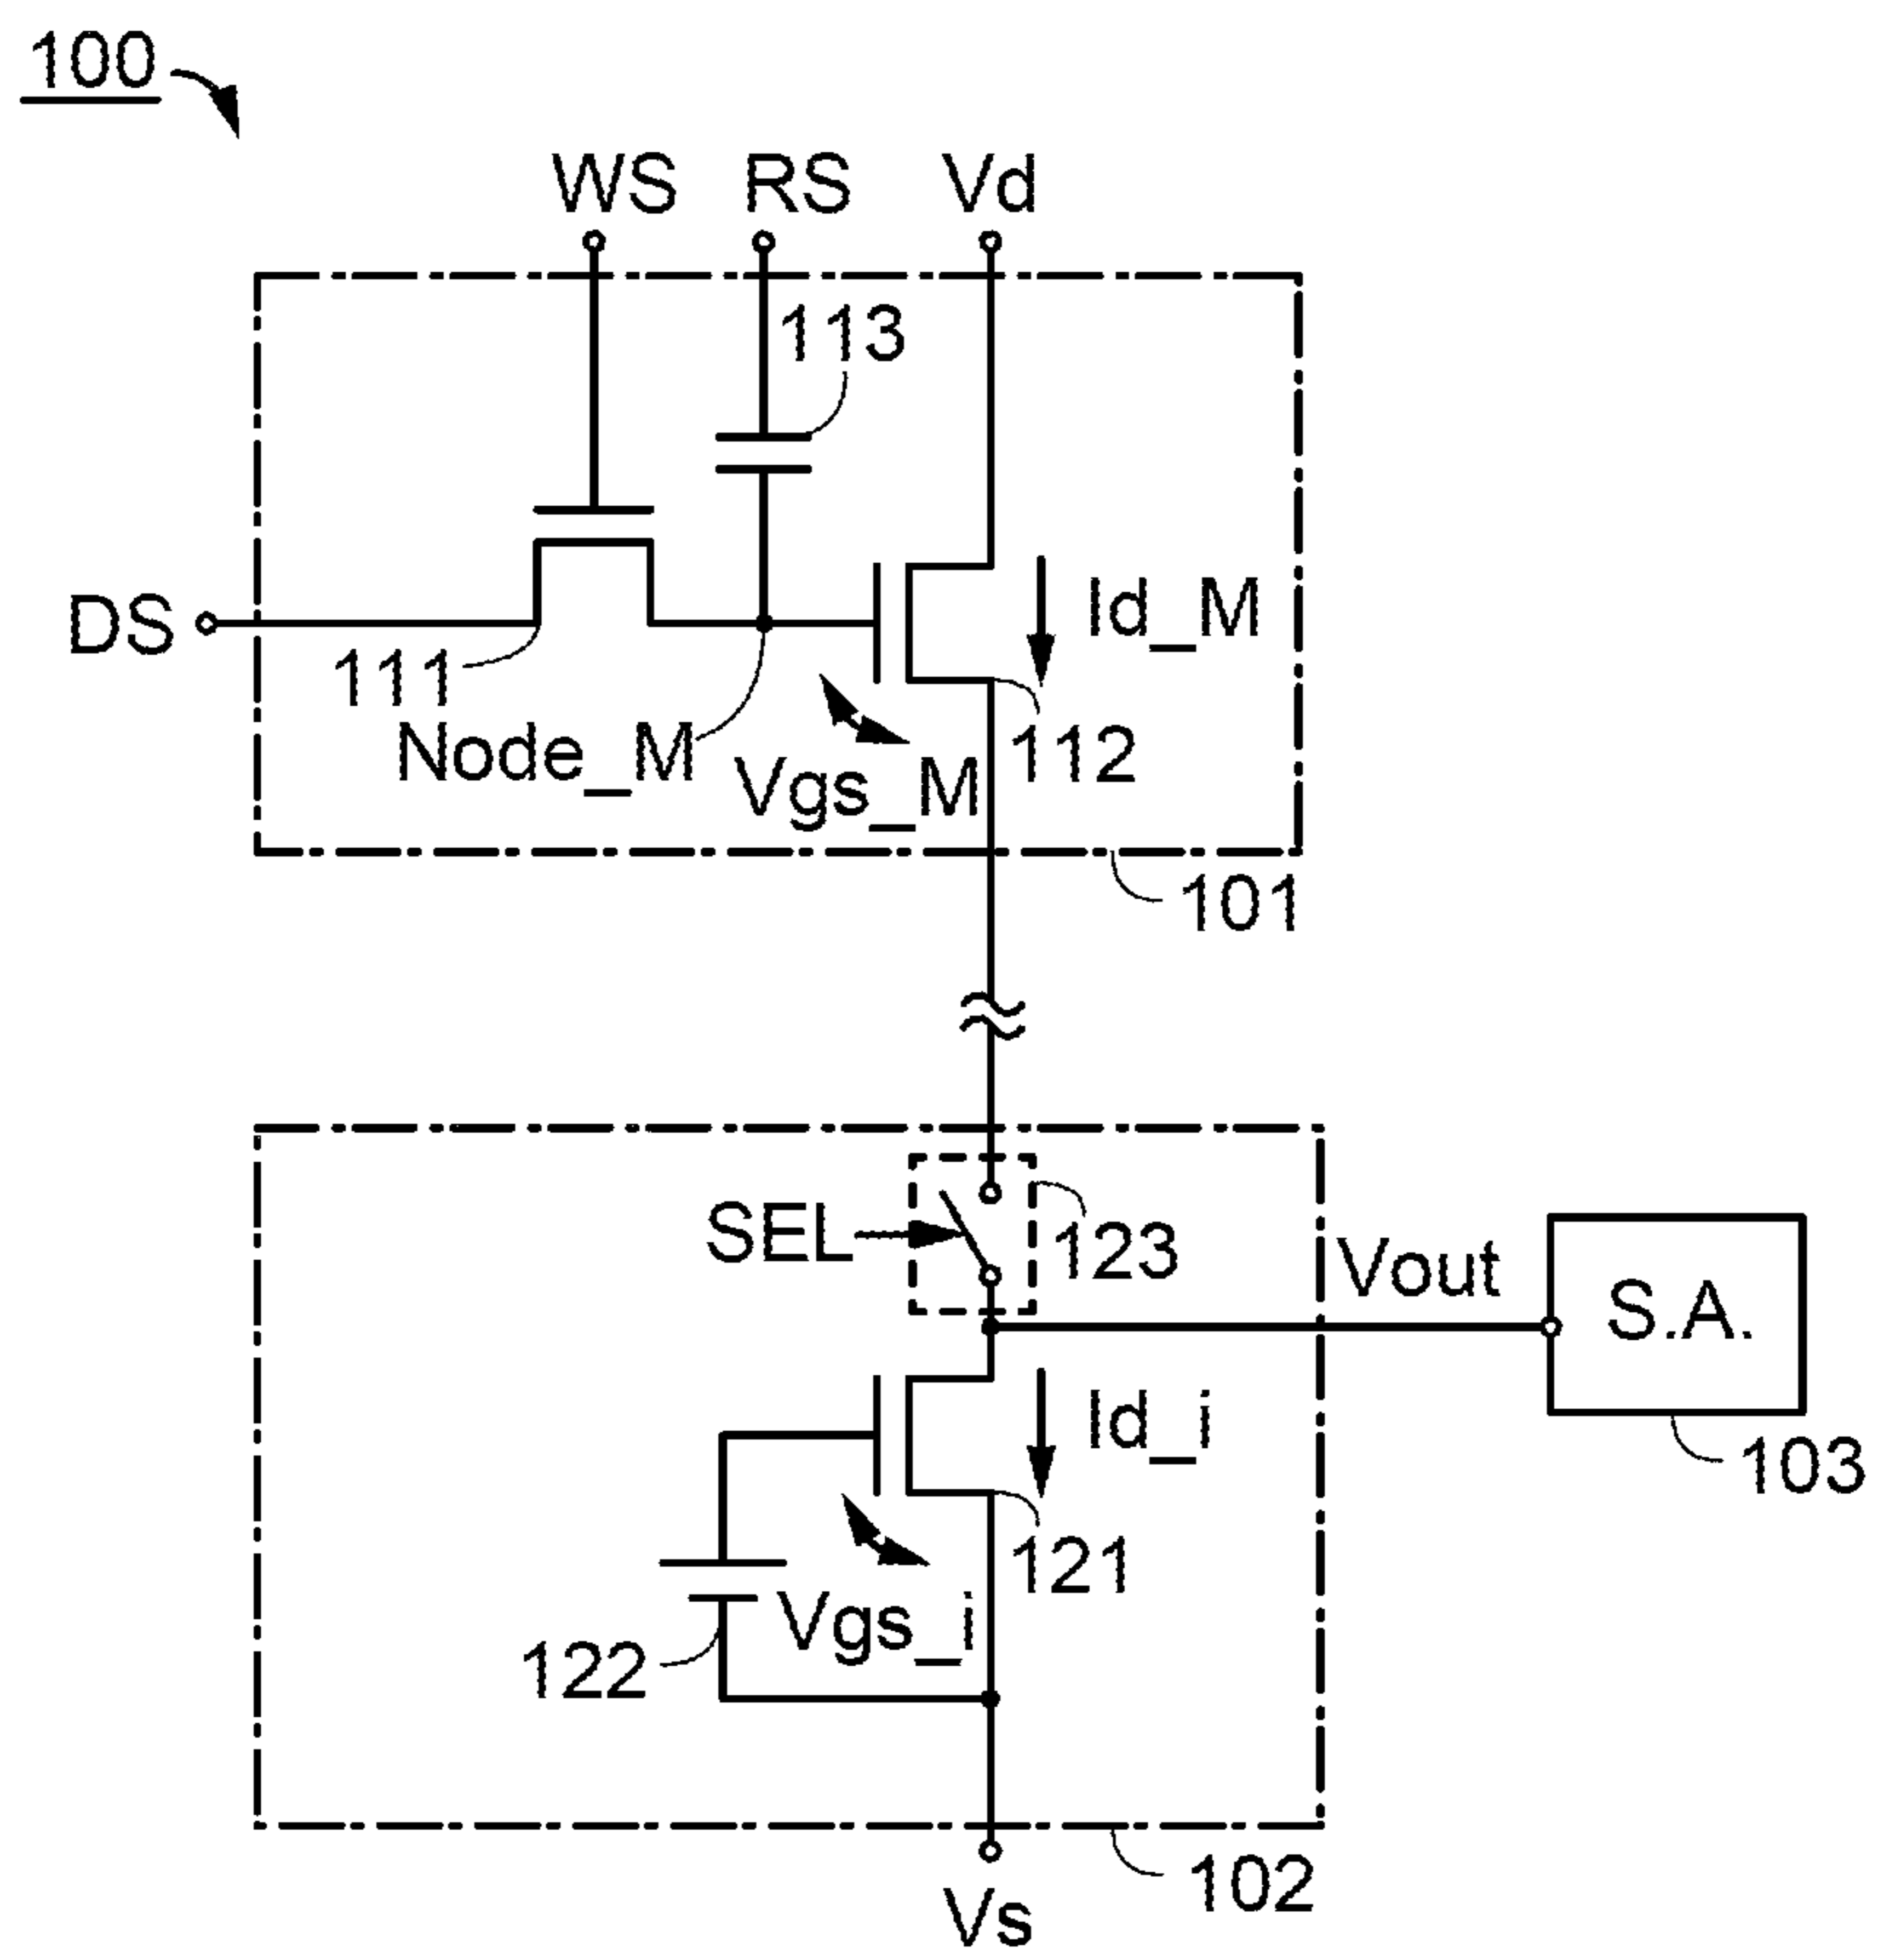 100
WS RS Vd
113
DS
Id_M
111
Node_M
Vgs_M
112
101
SEL
123
Vout
S.A.
Id_i
103
121
Vgs_i
122
102
Vs